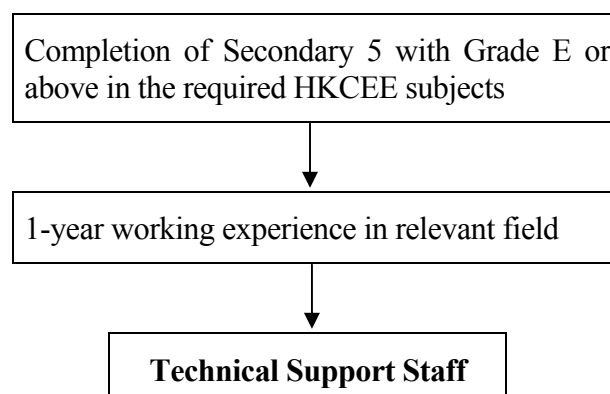 Completion of Secondary 5 with Grade E or
above in the required HKCEE subjects
1-year working experience in relevant field
Technical Support Staff